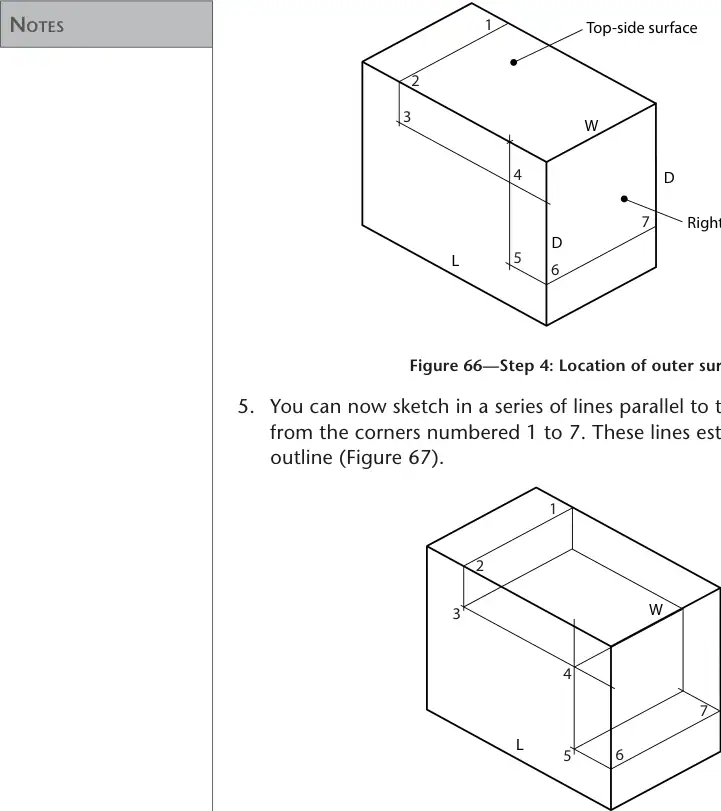 NOTES
1
Top-side surface
2
3
W
4
D
7
Right
D
5
L
6
Figure 66—Step 4: Location of outer
5. You can now sketch in a series of lines parallel to
from the corners numbered 1 to 7. These lines
outline (Figure 67).
1
2
3
W
4
7
L
5
6